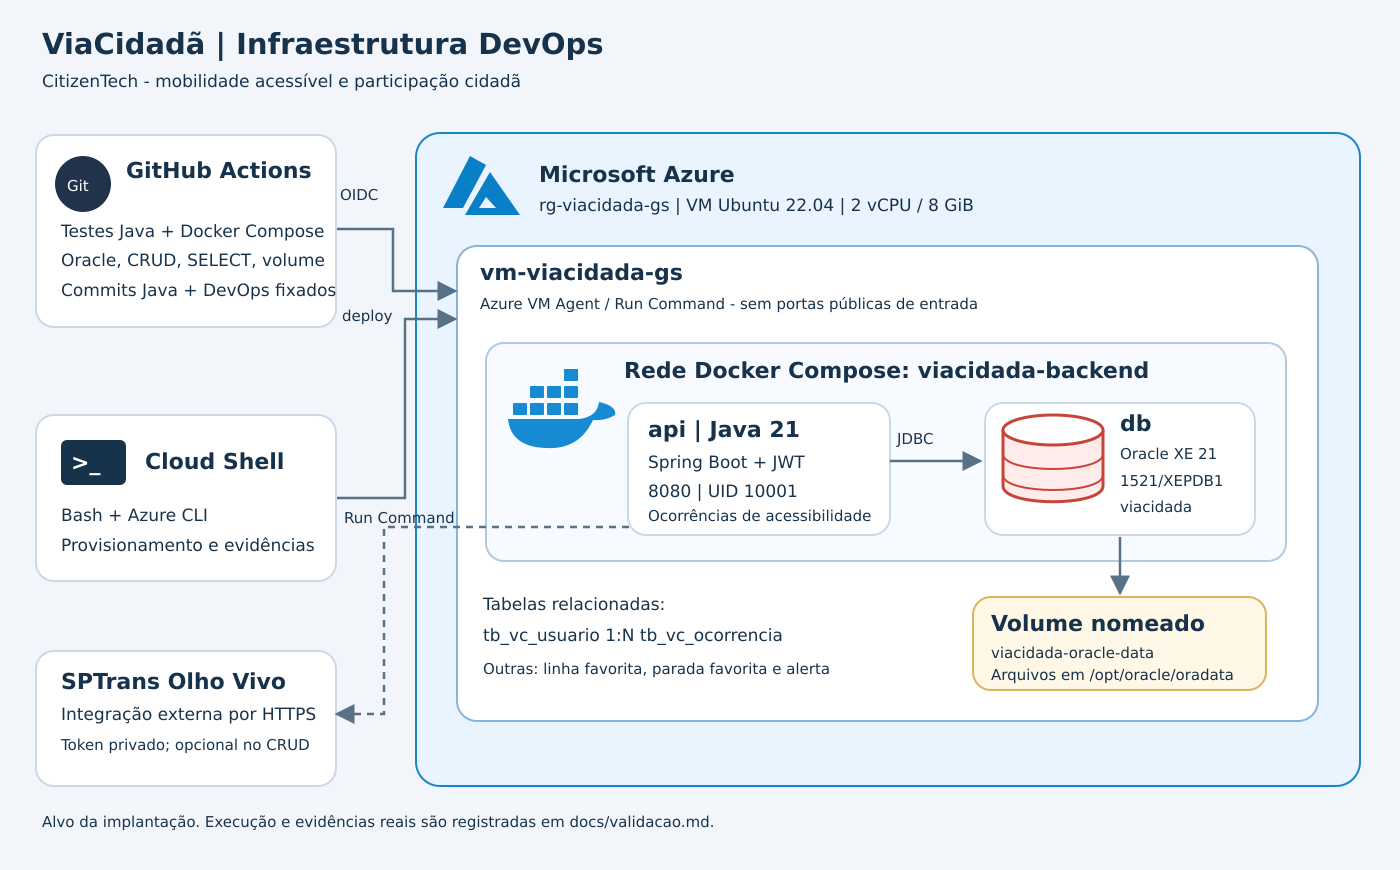 ViaCidadã | Infraestrutura DevOps
CitizenTech - mobilidade acessível e participação cidadã
Git
GitHub Actions
Testes Java + Docker Compose
Oracle, CRUD, SELECT, volume
Commits Java + DevOps fixados
OIDC
deploy
>_
Cloud Shell
Bash + Azure CLI
Provisionamento e evidências
Run Command
SPTrans Olho Vivo
Integração externa por HTTPS
Token privado; opcional no CRUD
Microsoft Azure
rg-viacidada-gs | VM Ubuntu 22.04 | 2 vCPU / 8 GiB
vm-viacidada-gs
Azure VM Agent / Run Command - sem portas públicas de entrada
Rede Docker Compose: viacidada-backend
api | Java 21
Spring Boot + JWT
8080 | UID 10001
Ocorrências de acessibilidade
JDBC
db
Oracle XE 21
1521/XEPDB1
viacidada
Tabelas relacionadas:
tb_vc_usuario 1:N tb_vc_ocorrencia
Outras: linha favorita, parada favorita e alerta
Volume nomeado
viacidada-oracle-data
Arquivos em /opt/oracle/oradata
Alvo da implantação. Execução e evidências reais são registradas em docs/validacao.md.